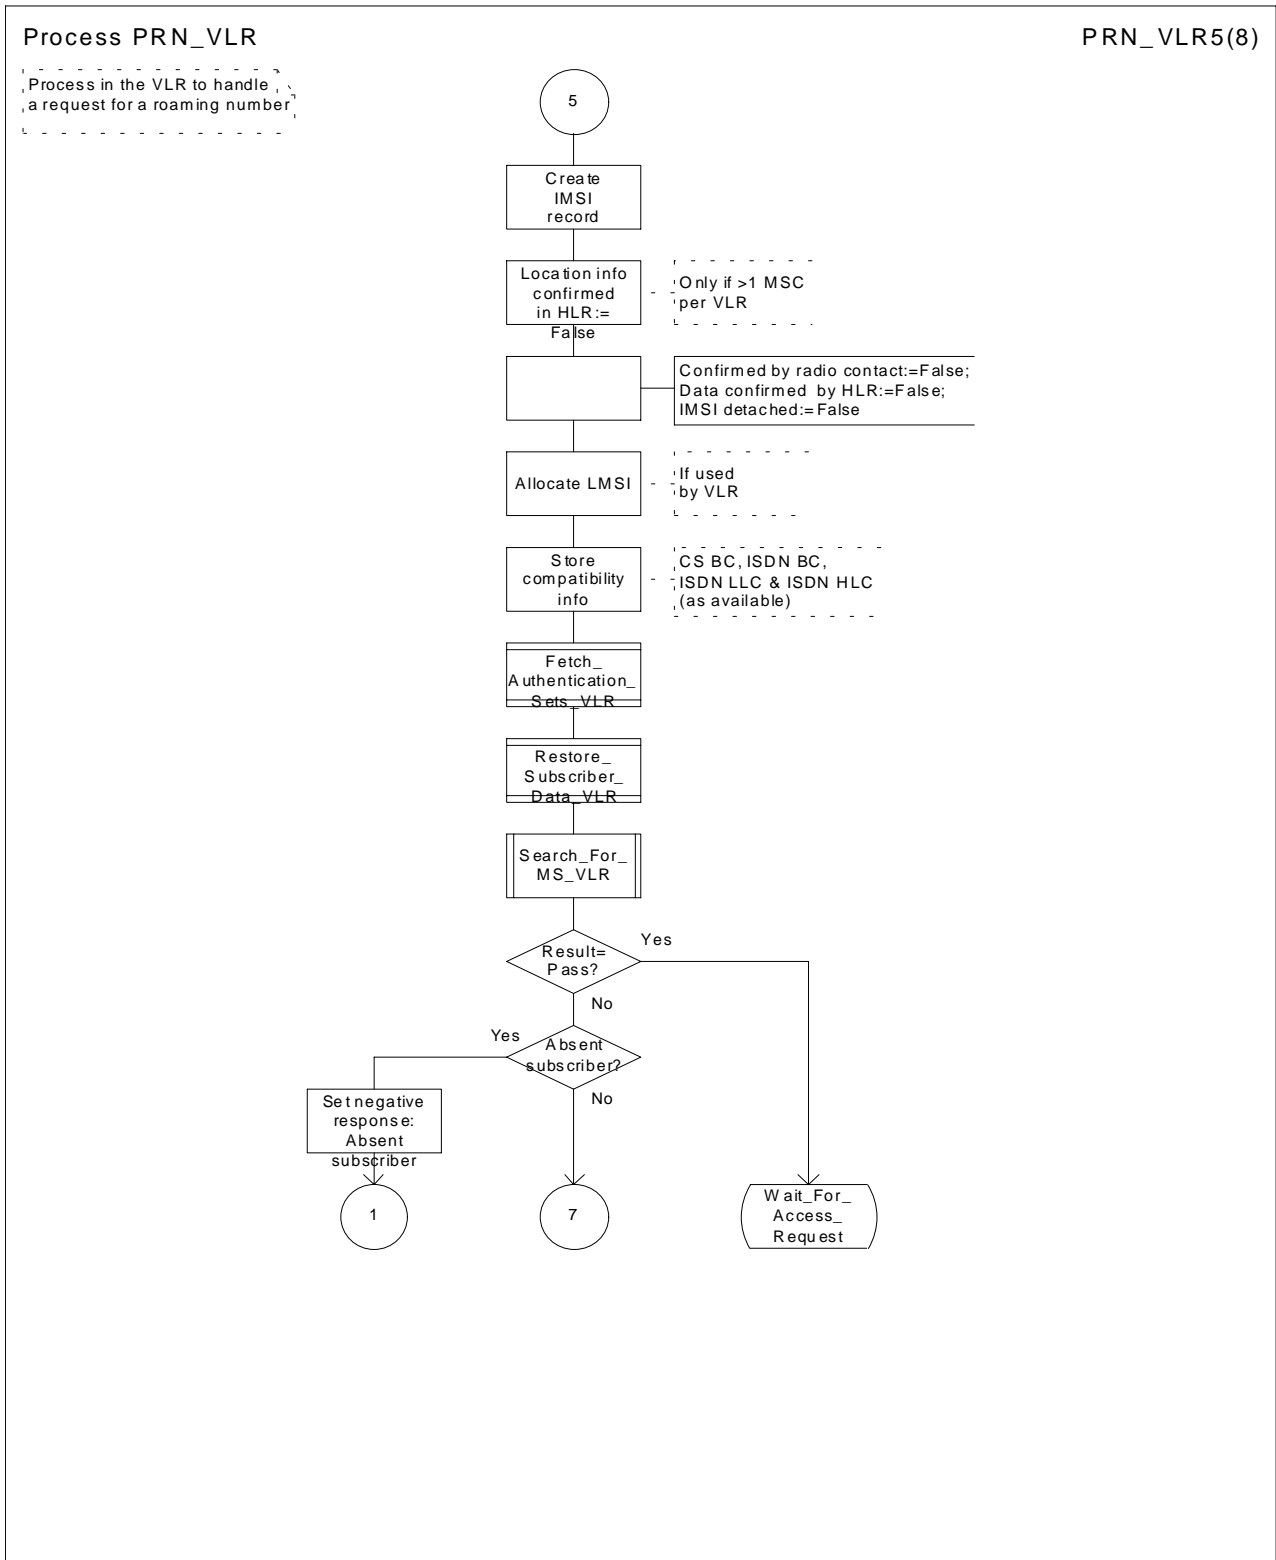 Process PRN_VLR
PRN_VLR5(8)
Process in the VLR to handle
a request for a roaming number
5
Create
IMSI
record
Location info
confirmed
in HLR:=
False
Only if >1 MSC
per VLR
Confirmed by radio contact:=False;
Data confirmed by HLR:=False;
IMSI detached:=False
Allocate LMSI
If used
by VLR
Store
compatibility
info
CS BC, ISDN BC,
ISDN LLC & ISDN HLC
(as available)
Fetch_
Authentication_
Sets_VLR
Restore_
Subscriber_
Data_VLR
Search_For_
MS_VLR
Result=
Pass?
Yes
No
Absent
subscriber?
Yes
No
Set negative
response:
Absent
subscriber
1
7
Wait_For_
Access_
Request